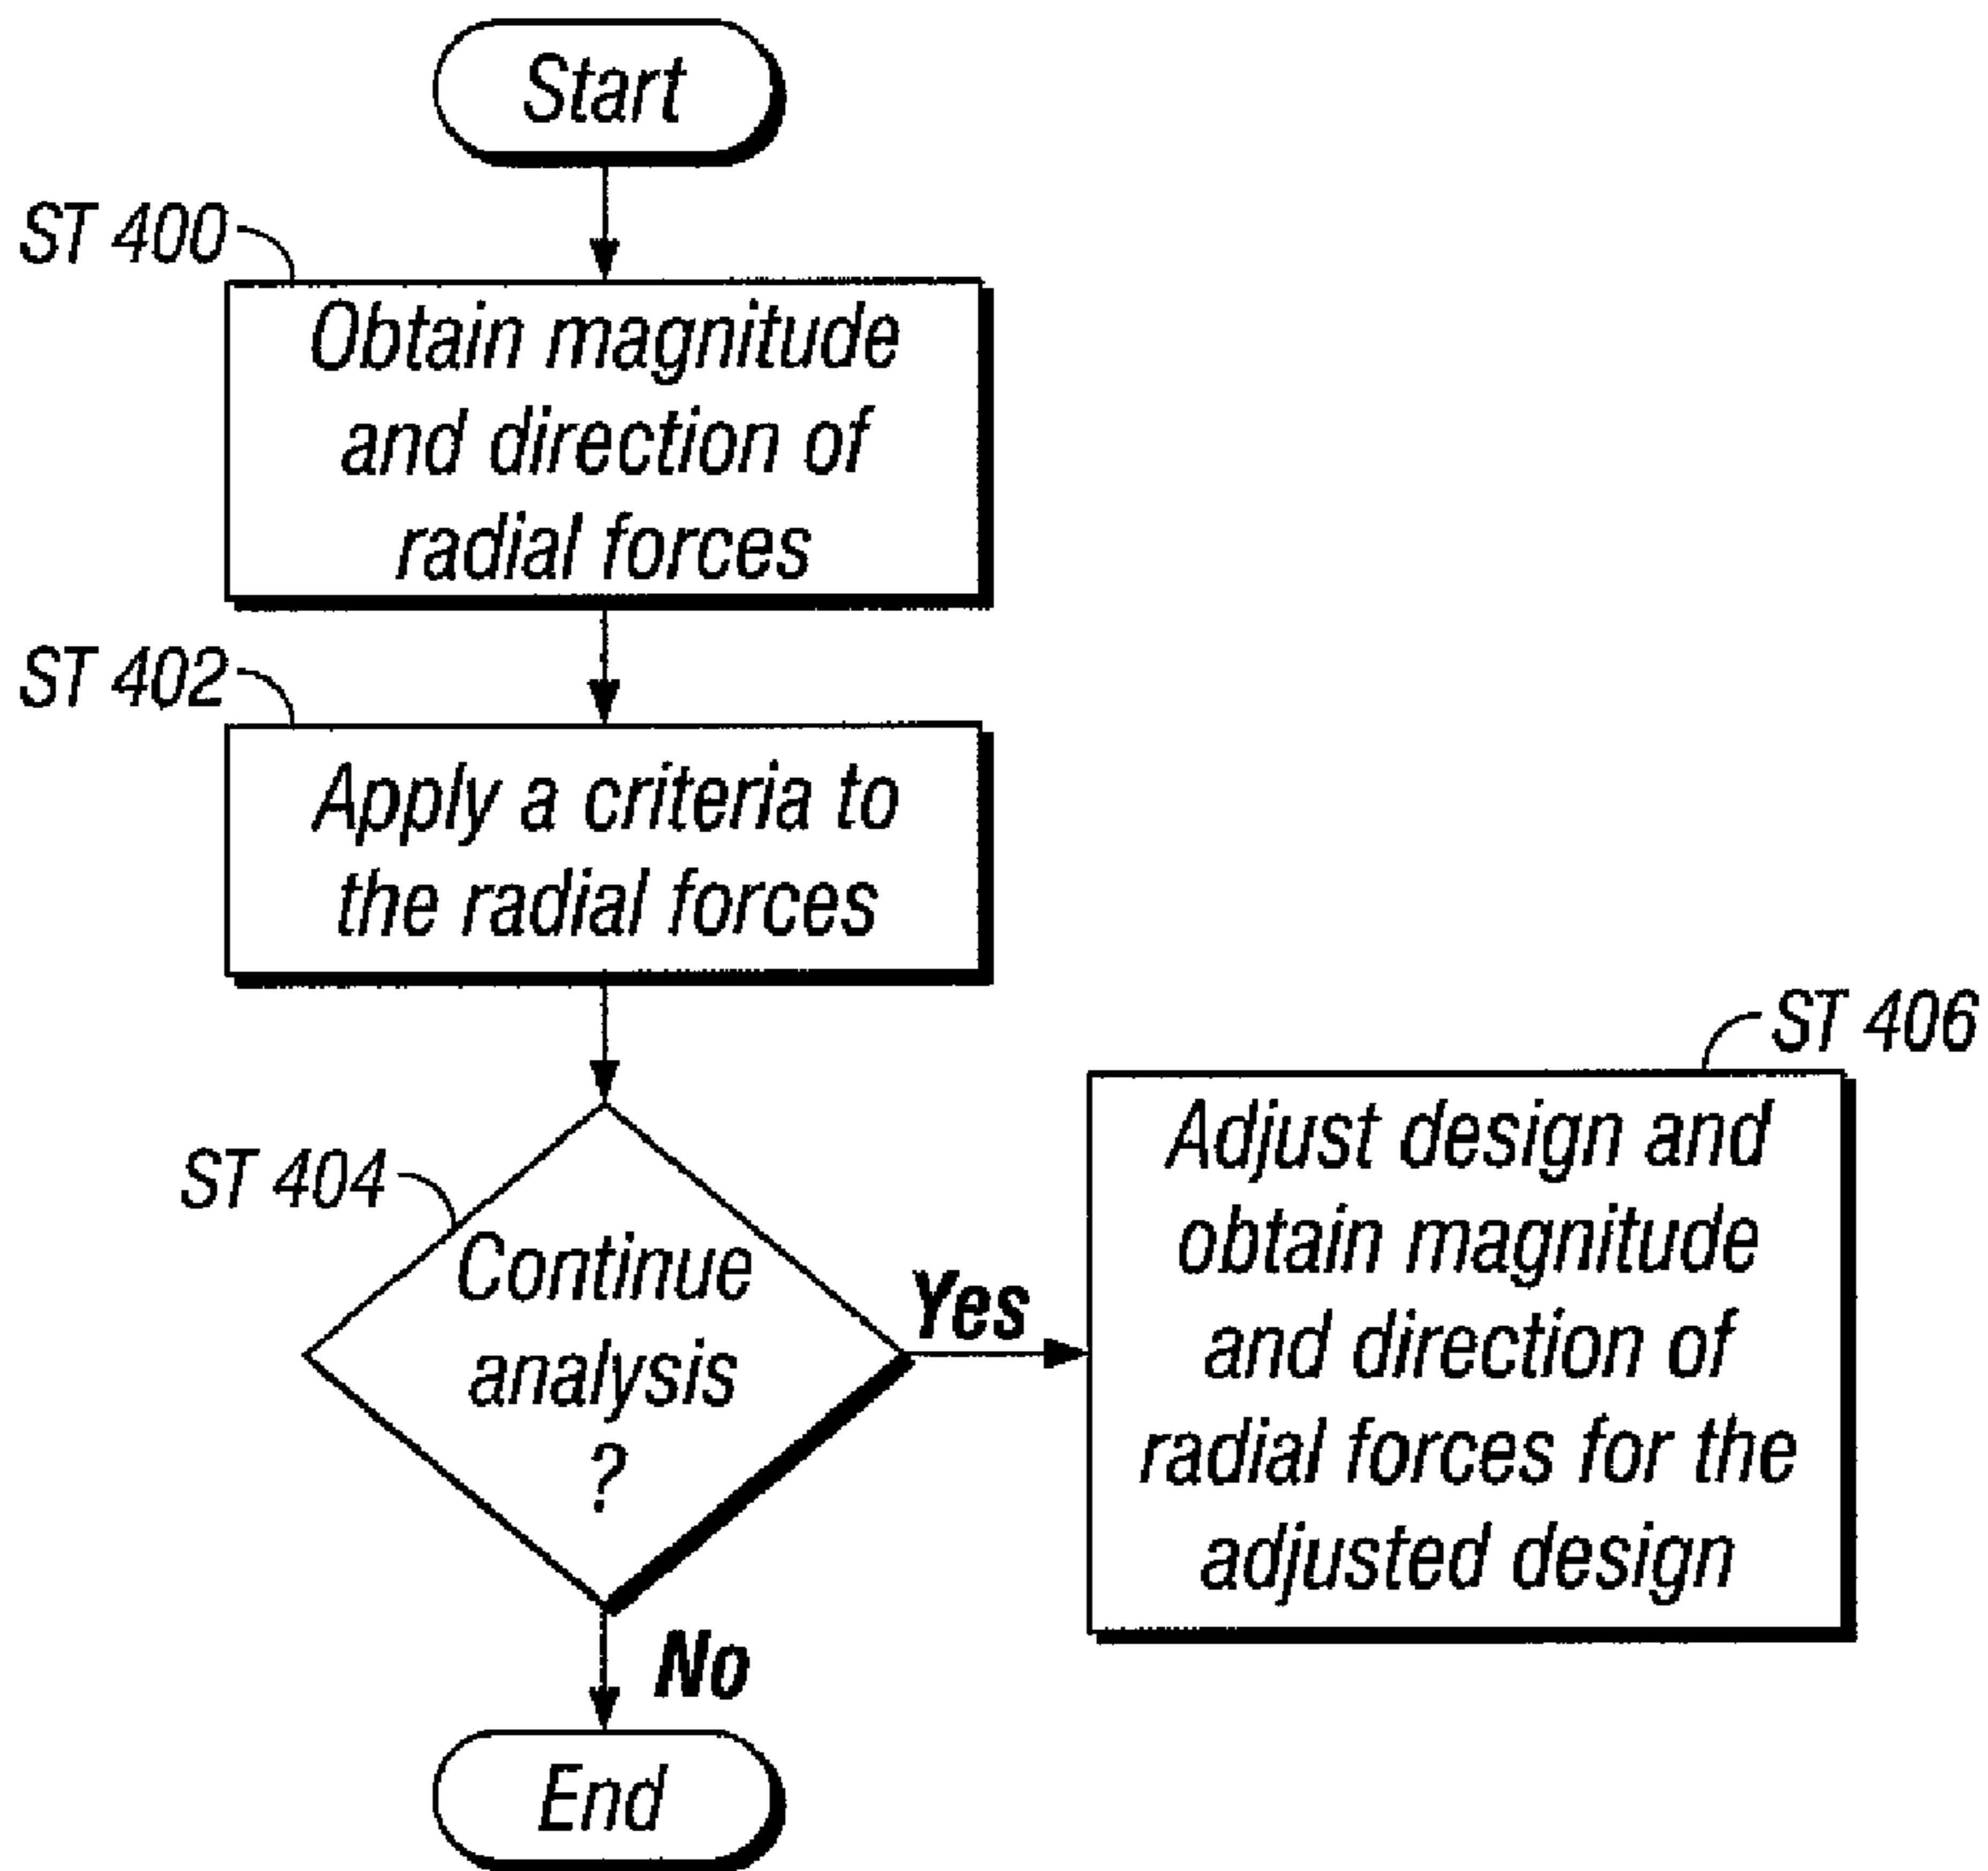 Start
ST 400
Obtain magnitude
and direction of
radial forces
ST 402
Apply a criteria to
the radial forces
ST 404
Continue
analysis
?
Yes
ST 406
Adjust design and
obtain magnitude
and direction of
radial forces for the
adjusted design
No
End